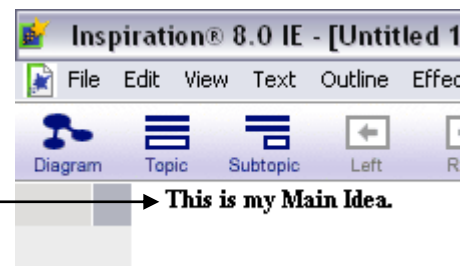 Inspiration® 8.0 IE - [Untitled 1
File Edit View Text Outline Effec
Diagram Topic Subtopic Left R
This is my Main Idea.